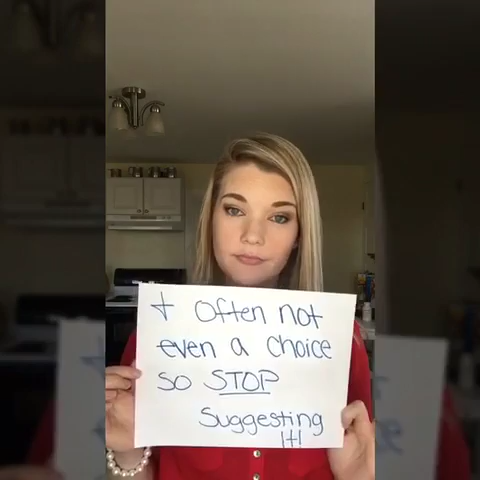 + Often not
even a choice
so STOP
Suggesting
It!